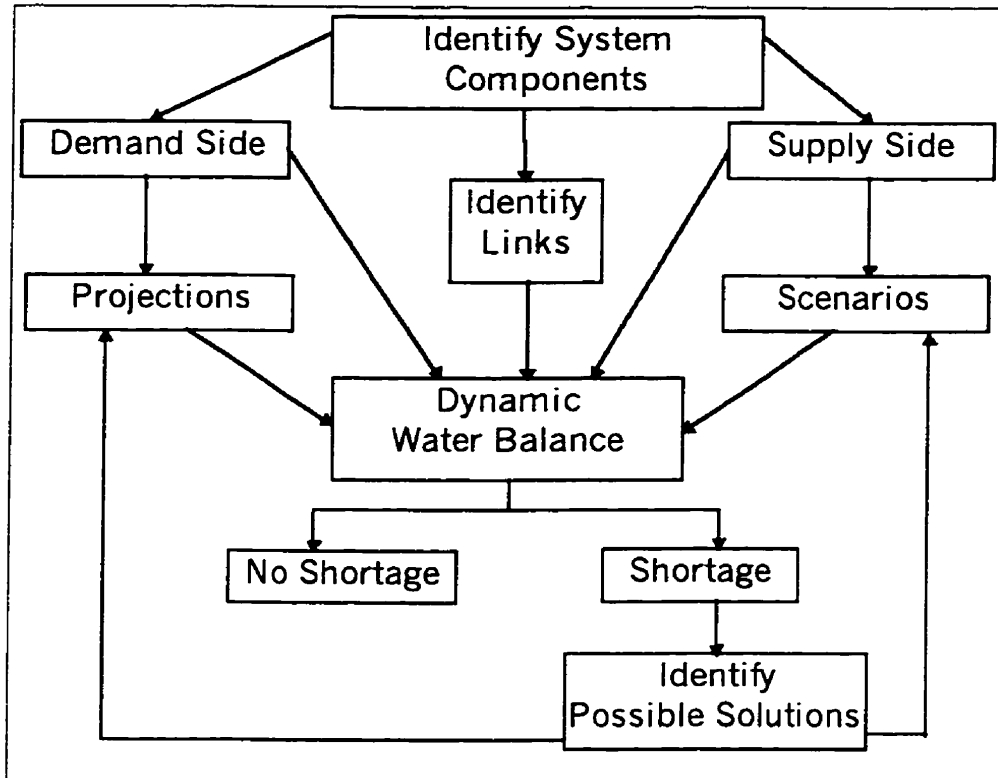 Identify System
Components
Demand Side
Supply Side
Identify
Links
Projections
Scenarios
Dynamic
Water Balance
No Shortage
Shortage
Identify
Possible Solutions